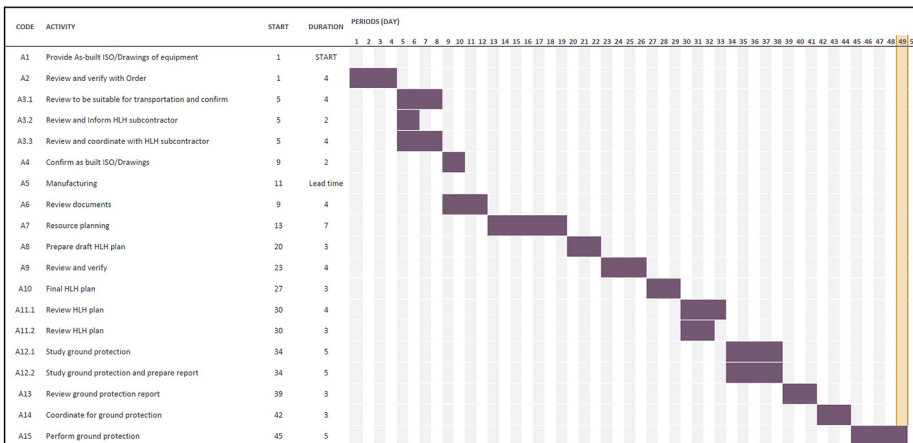 PERIODS (DAY)
CODE ACTIVITY START DURATION
1 2 3 4 5 6 7 8 9 10 11 12 13 14 15 16 17 18 19 20 21 22 23 24 25 26 27 28 29 30 31 32 33 34 35 36 37 38 39 40 41 42 43 44 45 46 47 48 49 5
A1 Provide As-built ISO/Drawings of equipment 1 START
A2 Review and verify with Order 1 4
A3.1 Review to be suitable for transportation and confirm 5 4
A3.2 Review and Inform HLH subcontractor 5 2
A3.3 Review and coordinate with HLH subcontractor 5 4
A4 Confirm as built ISO/Drawings 9 2
A5 Manufacturing 11 Lead time
A6 Review documents 9 4
A7 Resource planning 13 7
A8 Prepare draft HLH plan 20 3
A9 Review and verify 23 4
A10 Final HLH plan 27 3
A11.1 Review HLH plan 30 4
A11.2 Review HLH plan 30 3
A12.1 Study ground protection 34 5
A12.2 Study ground protection and prepare report 34 5
A13 Review ground protection report 39 3
A14 Coordinate for ground protection 42 3
A15 Perform ground protection 45 5